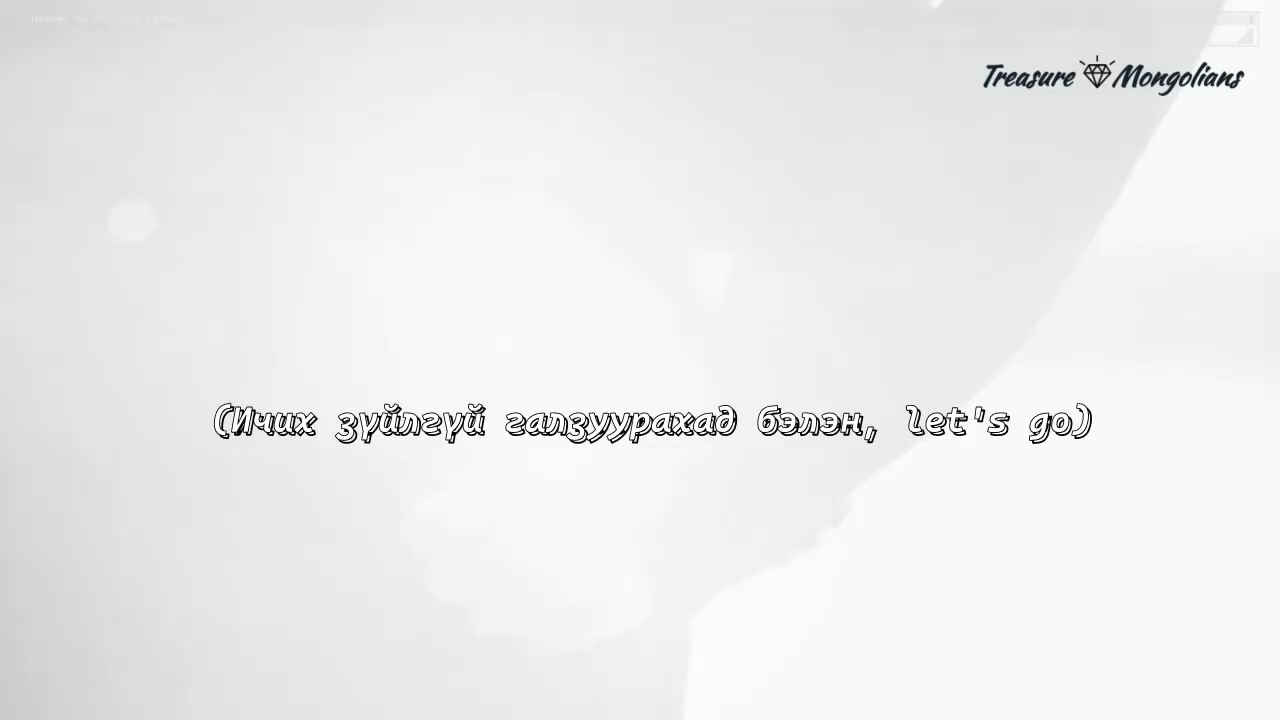 Treasure Mongolians
(Ичих зүйлгүй галзуурахад бэлэн, let's go)